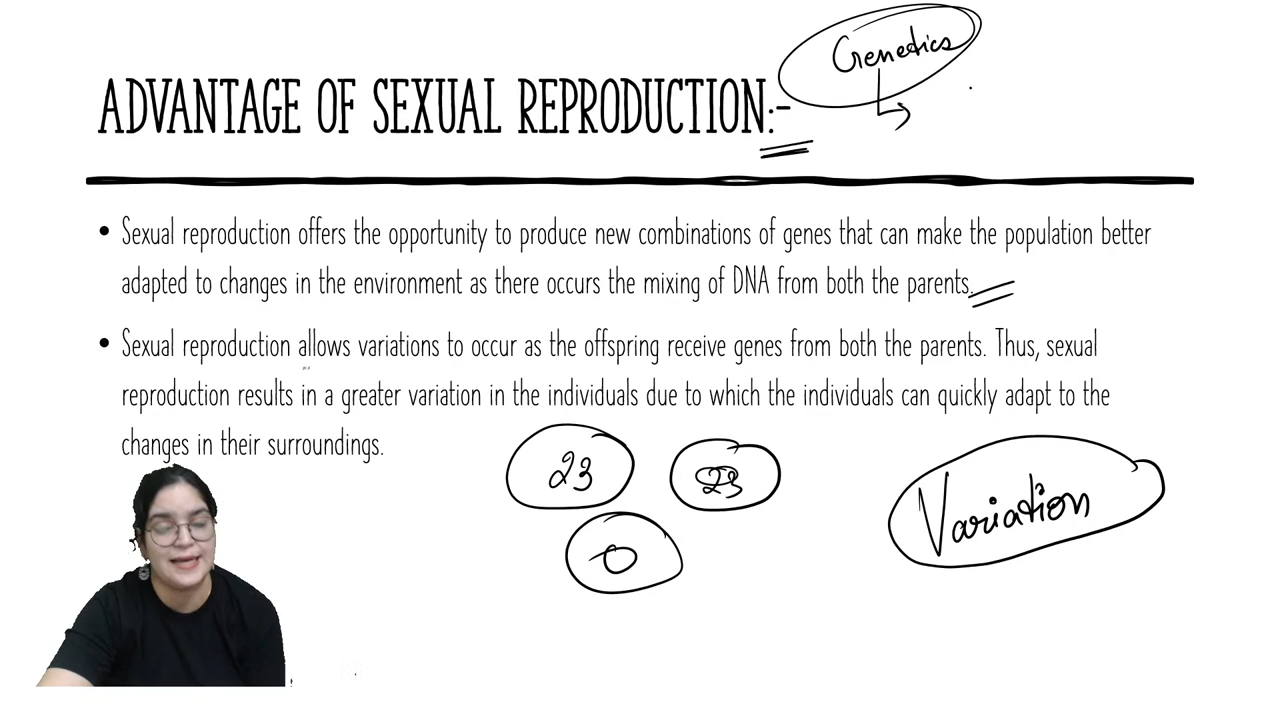 Genetics
ADVANTAGE OF SEXUAL REPRODUCTION:-
• Sexual reproduction offers the opportunity to produce new combinations of genes that can make the population better
adapted to changes in the environment as there occurs the mixing of DNA from both the parents.
• Sexual reproduction allows variations to occur as the offspring receive genes from both the parents. Thus, sexual
reproduction results in a greater variation in the individuals due to which the individuals can quickly adapt to the
changes in their surroundings.
23 23
Variation